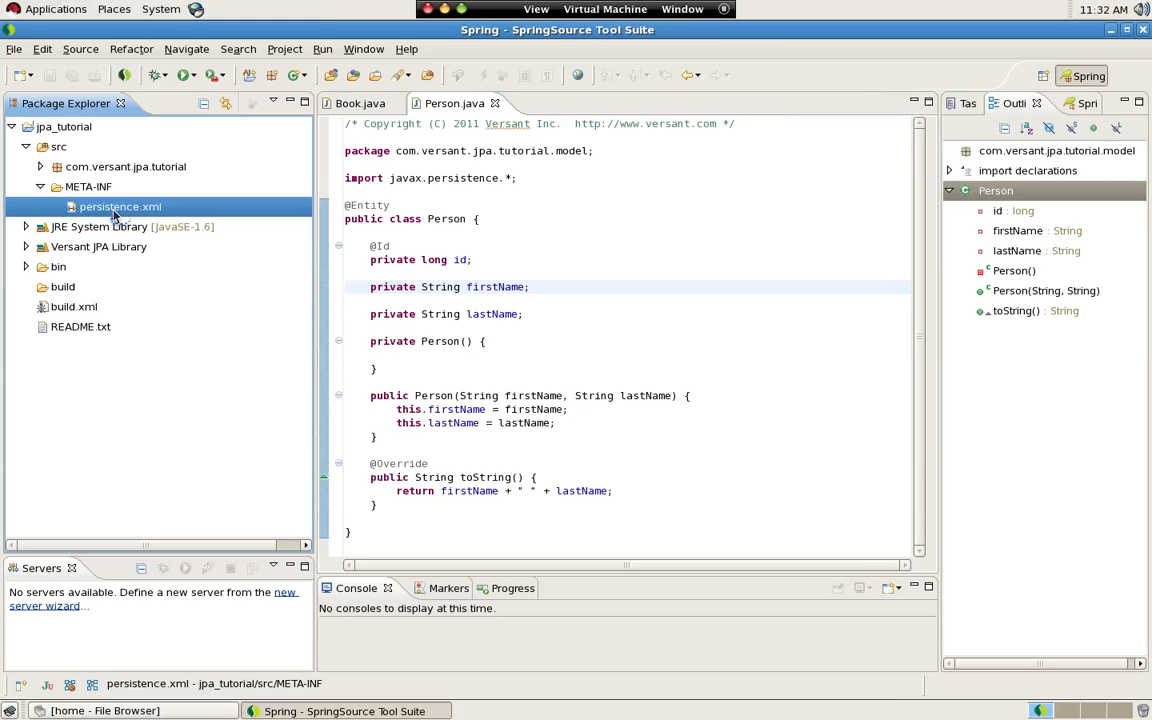 Applications Places System
View Virtual Machine Window
11:32 AM
Spring - SpringSource Tool Suite
File Edit Source Refactor Navigate Search Project Run Window Help
Spring
Package Explorer
jpa_tutorial
src
com.versant.jpa.tutorial
META-INF
persistence.xml
JRE System Library [JavaSE-1.6]
Versant JPA Library
bin
build
build.xml
README.txt
Book.java Person.java
/* Copyright (C) 2011 Versant Inc. http://www.versant.com */
package com.versant.jpa.tutorial.model;
import javax.persistence.*;
@Entity
public class Person {
@Id
private long id;
private String firstName;
private String lastName;
private Person() {
}
public Person(String firstName, String lastName) {
this.firstName = firstName;
this.lastName = lastName;
}
@Override
public String toString() {
return firstName + " " + lastName;
}
}
Tas Outli Spri
com.versant.jpa.tutorial.model
import declarations
Person
id : long
firstName : String
lastName : String
Person()
Person(String, String)
toString() : String
Servers
No servers available. Define a new server from the new
server wizard...
Console Markers Progress
No consoles to display at this time.
Ju persistence.xml - jpa_tutorial/src/META-INF
[home - File Browser] Spring - SpringSource Tool Suite